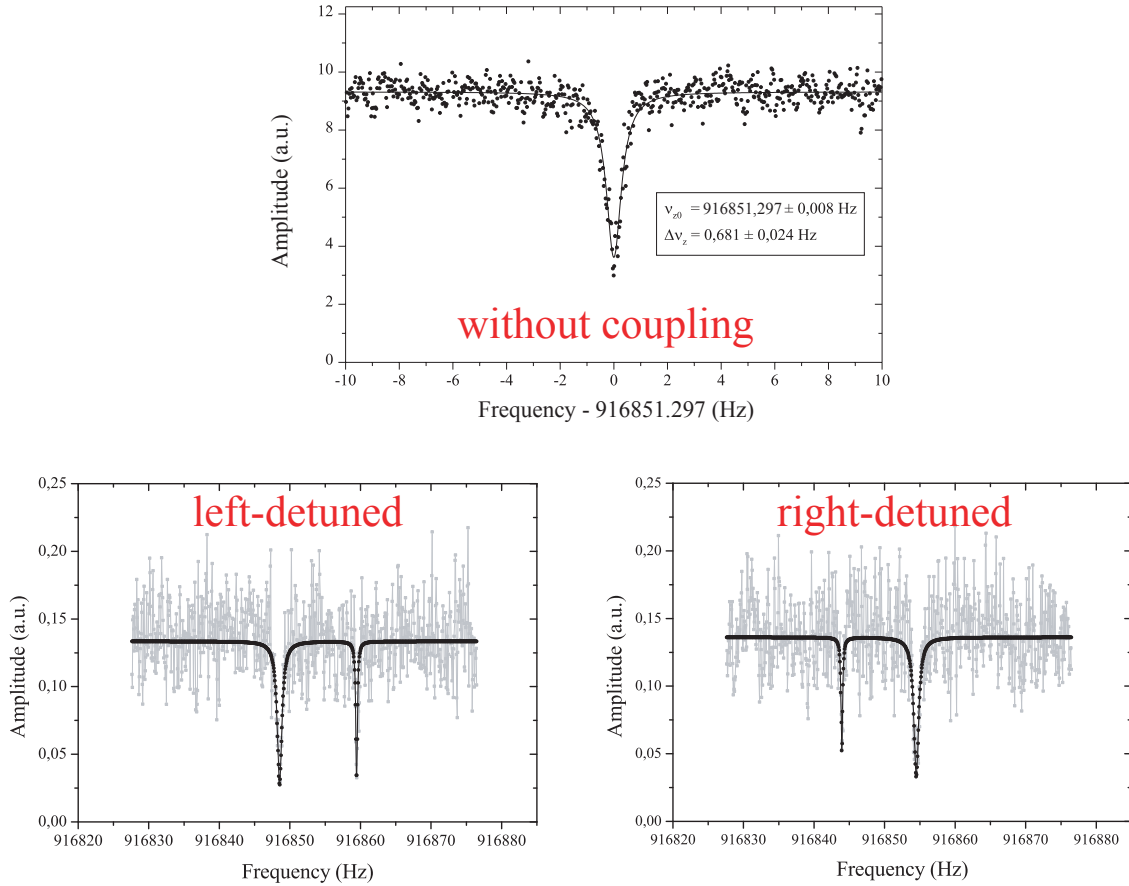 12
10
8
6
4
2
0
Amplitude (a.u.)
ν_z0 = 916851,297 ± 0,008 Hz
Δν_z = 0,681 ± 0,024 Hz
without coupling
-10 -8 -6 -4 -2 0 2 4 6 8 10
Frequency - 916851.297 (Hz)
0,25
0,20
0,15
0,10
0,05
0,00
Amplitude (a.u.)
left-detuned
916820 916830 916840 916850 916860 916870 916880
Frequency (Hz)
0,25
0,20
0,15
0,10
0,05
0,00
Amplitude (a.u.)
right-detuned
916820 916830 916840 916850 916860 916870 916880
Frequency (Hz)